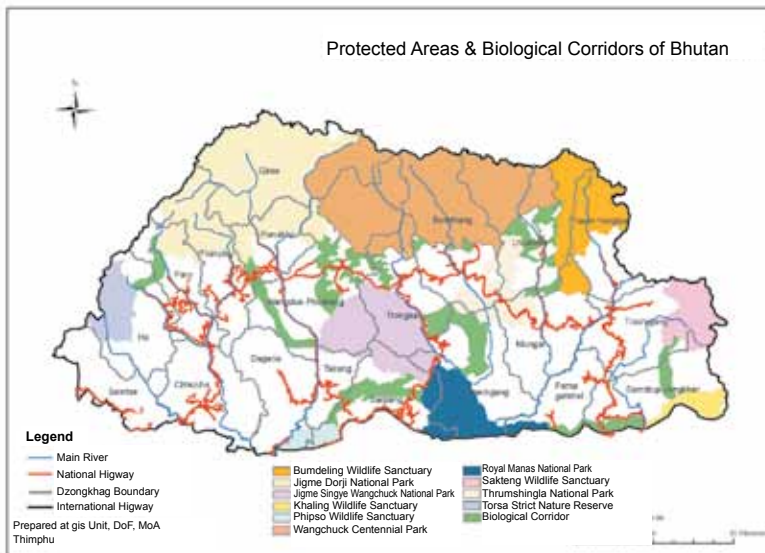 Protected Areas & Biological Corridors of Bhutan
Gasa
Punakha
Bumthang
Paro
Wangdue Phodrang
Trongsa
Ha
Mongar
Trashigang
Dagana
Tsirang
Samtse
Chhukha
Sarpang
Legend
Main River
National Higway
Dzongkhag Boundary
International Higway
Prepared at gis Unit, DoF, MoA
Thimphu
Bumdeling Wildlife Sanctuary
Jigme Dorji National Park
Jigme Singye Wangchuck National Park
Khaling Wildlife Sanctuary
Phipso Wildlife Sanctuary
Wangchuck Centennial Park
Royal Manas National Park
Sakteng Wildlife Sanctuary
Thrumshingla National Park
Torsa Strict Nature Reserve
Biological Corridor